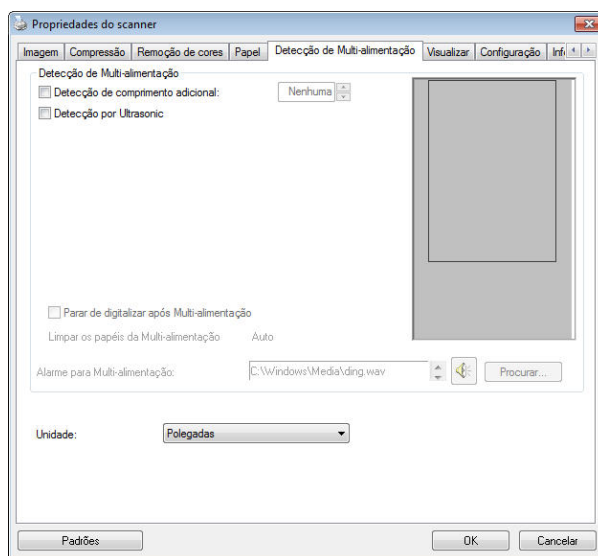 Propriedades do scanner
Imagem Compressão Remoção de cores Papel Detecção de Multi-alimentação Visualizar Configuração Inf
Detecção de Multi-alimentação
Detecção de comprimento adicional: Nenhuma
Detecção por Ultrasonic
Parar de digitalizar após Multi-alimentação
Limpar os papéis da Multi-alimentação Auto
Alarme para Multi-alimentação: C:\Windows\Media\ding.wav Procurar...
Unidade: Polegadas
Padrões OK Cancelar